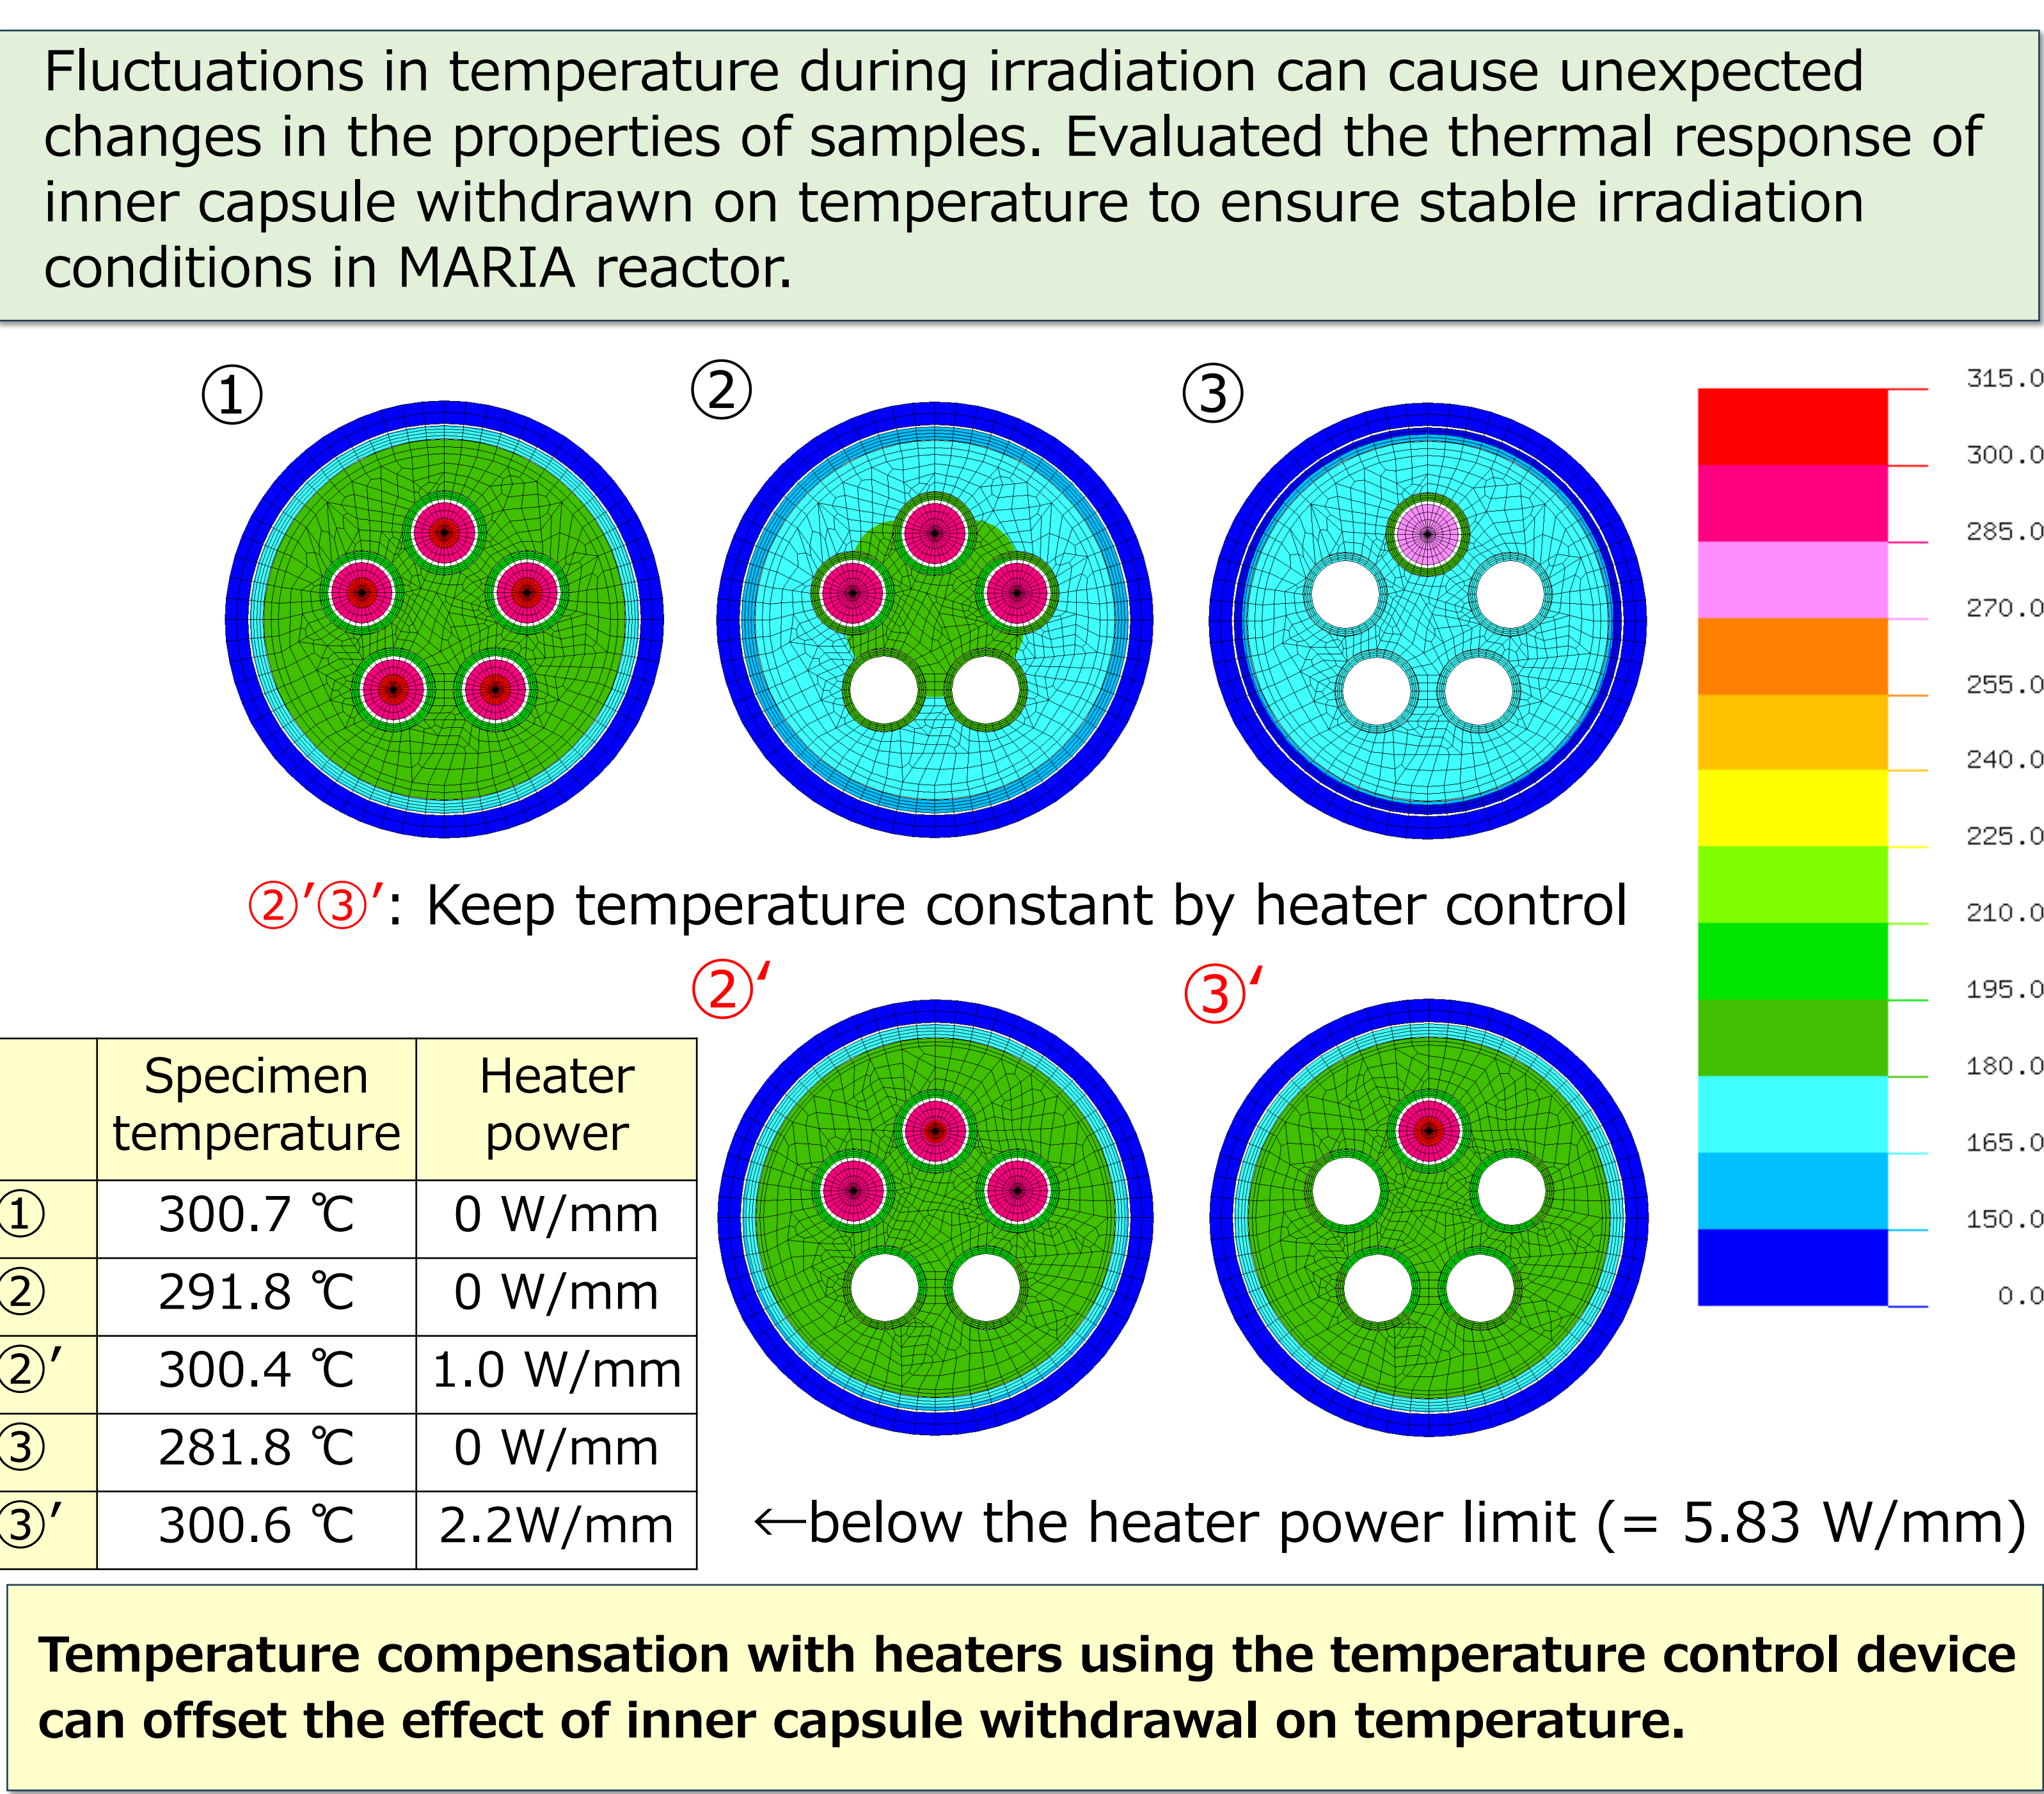 Fluctuations in temperature during irradiation can cause unexpected
changes in the properties of samples. Evaluated the thermal response of
inner capsule withdrawn on temperature to ensure stable irradiation
conditions in MARIA reactor.
①
②
③
315.0
300.0
285.0
270.0
255.0
240.0
225.0
210.0
195.0
180.0
165.0
150.0
0.0
②′③′: Keep temperature constant by heater control
②‘
③‘
Specimen temperature Heater power
① 300.7 ℃ 0 W/mm
② 291.8 ℃ 0 W/mm
②′ 300.4 ℃ 1.0 W/mm
③ 281.8 ℃ 0 W/mm
③′ 300.6 ℃ 2.2W/mm
←below the heater power limit (= 5.83 W/mm)
Temperature compensation with heaters using the temperature control device
can offset the effect of inner capsule withdrawal on temperature.